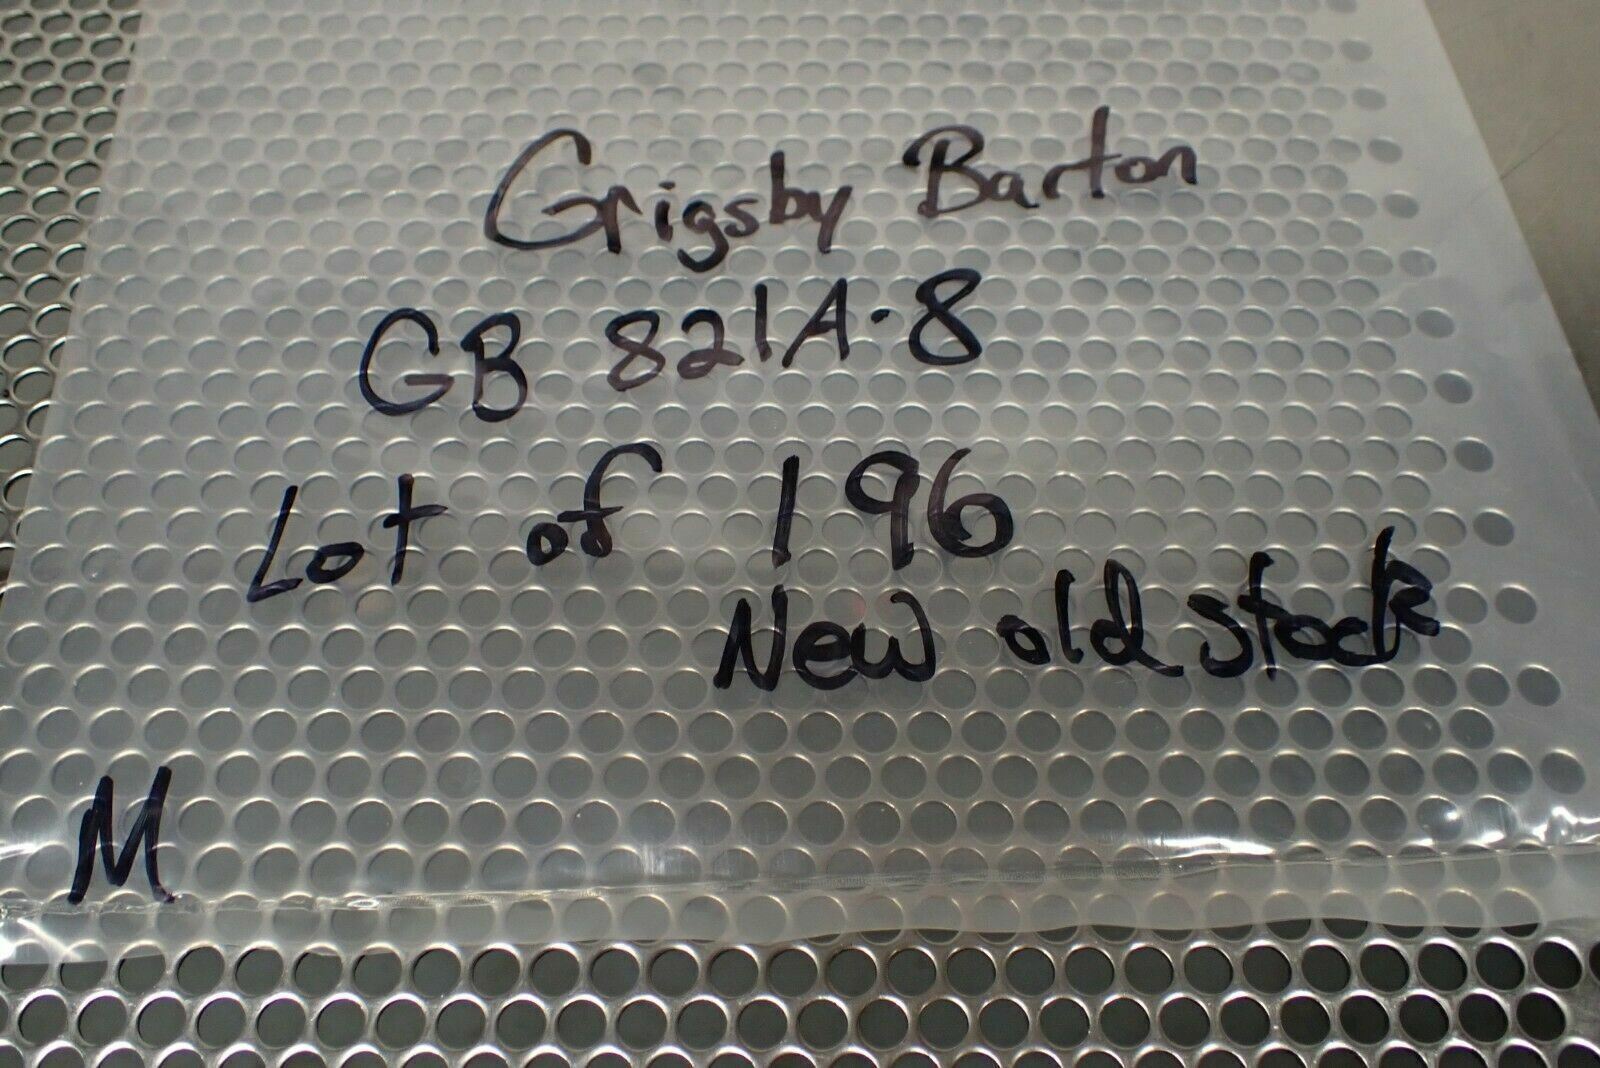 Grigsby Barton
GB 821A-8
Lot of 196
New old stock
M